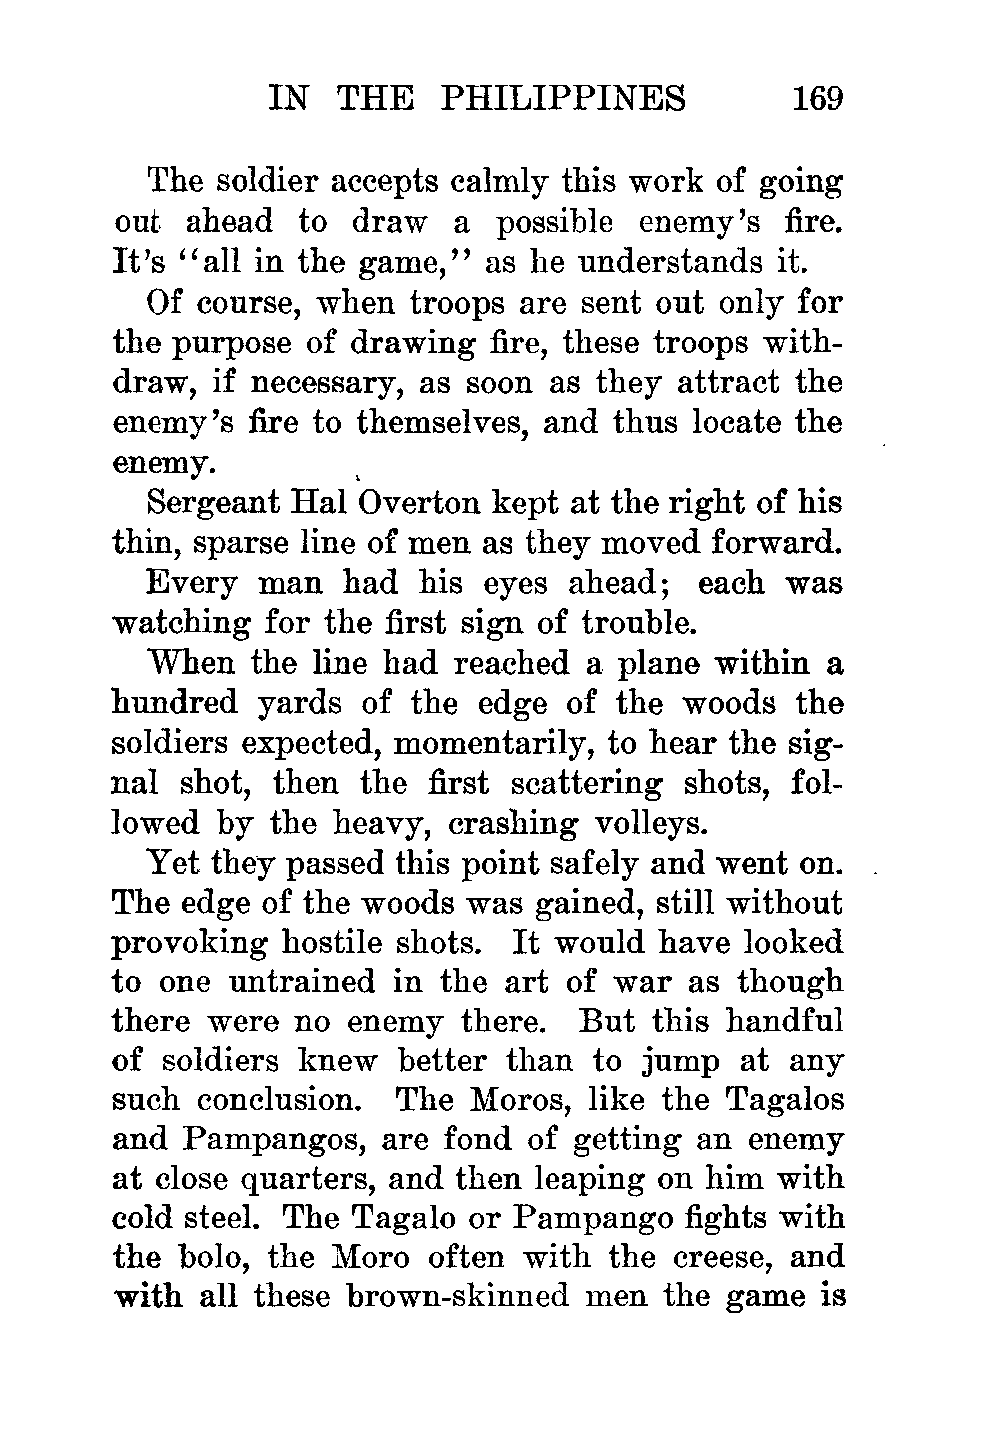 IN THE PHILIPPINES 169
The soldier accepts calmly this work of going
out ahead to draw a possible enemy's fire.
It's "all in the game," as he understands it.
Of course, when troops are sent out only for
the purpose of drawing fire, these troops with-
draw, if necessary, as soon as they attract the
enemy's fire to themselves, and thus locate the
enemy.
Sergeant Hal Overton kept at the right of his
thin, sparse line of men as they moved forward.
Every man had his eyes ahead; each was
watching for the first sign of trouble.
When the line had reached a plane within a
hundred yards of the edge of the woods the
soldiers expected, momentarily, to hear the sig-
nal shot, then the first scattering shots, fol-
lowed by the heavy, crashing volleys.
Yet they passed this point safely and went on.
The edge of the woods was gained, still without
provoking hostile shots. It would have looked
to one untrained in the art of war as though
there were no enemy there. But this handful
of soldiers knew better than to jump at any
such conclusion. The Moros, like the Tagalos
and Pampangos, are fond of getting an enemy
at close quarters, and then leaping on him with
cold steel. The Tagalo or Pampango fights with
the bolo, the Moro often with the creese, and
with all these brown-skinned men the game is